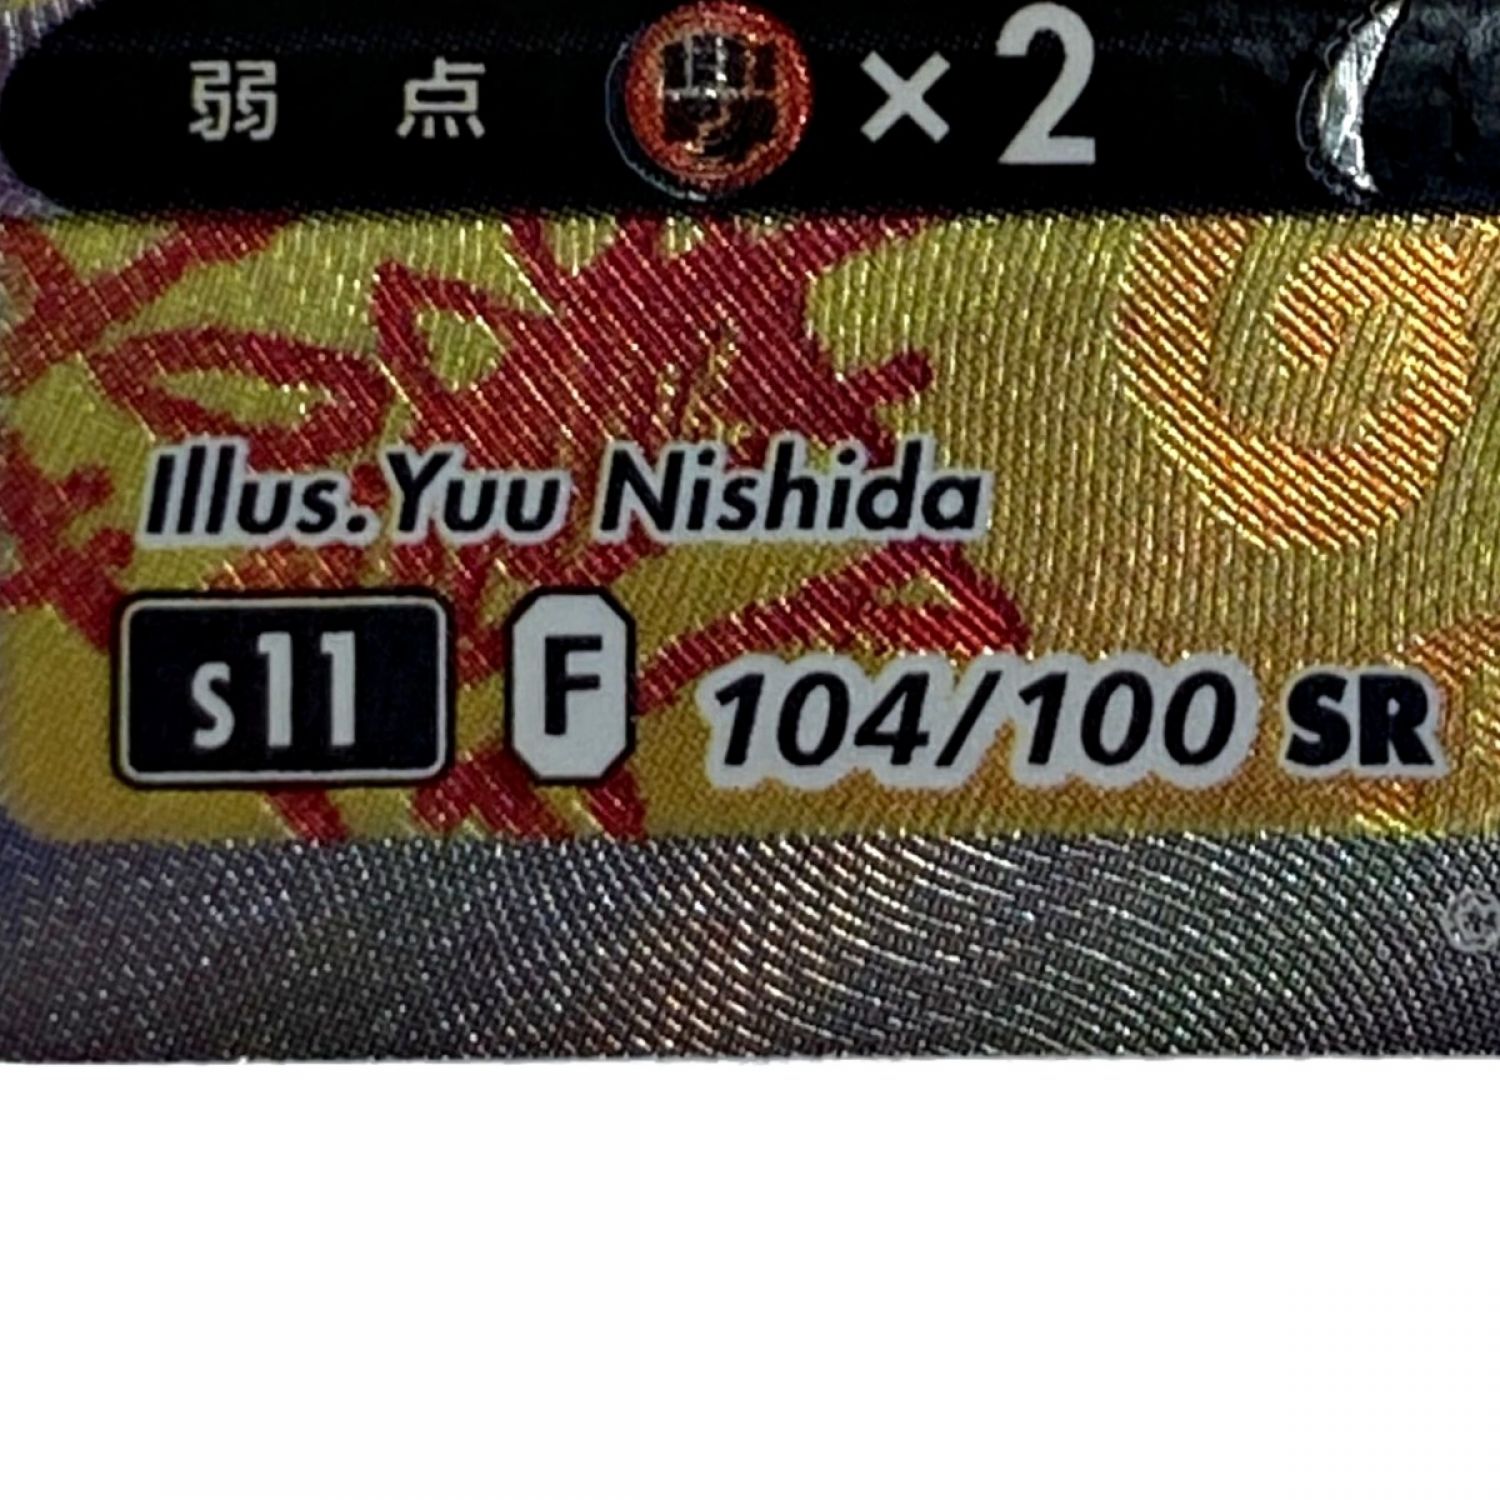 弱 点 ×2
Illus. Yuu Nishida
s11 F 104/100 SR